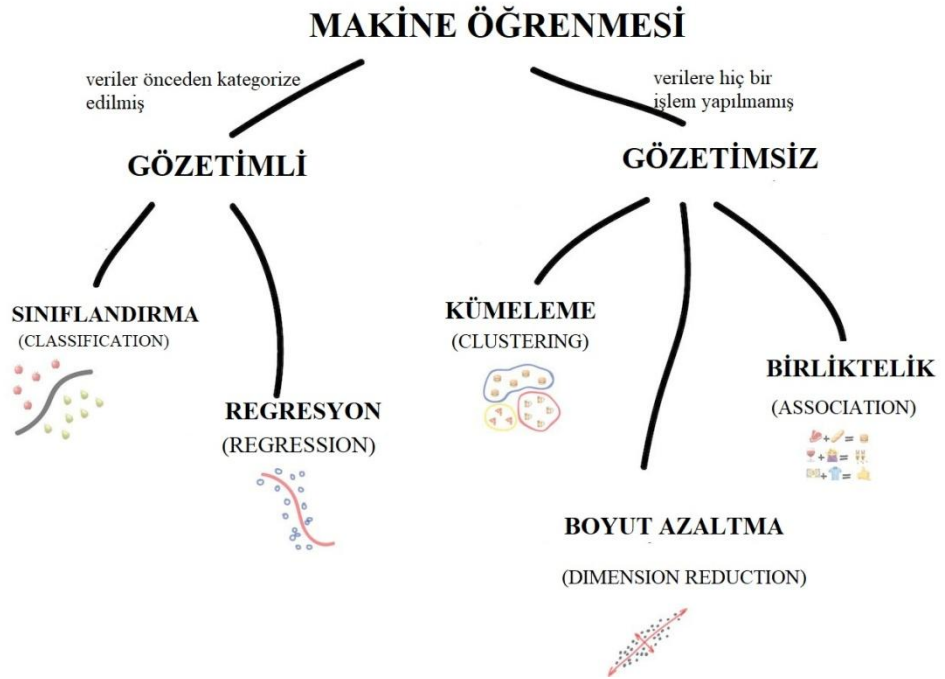 MAKİNE ÖĞRENMESİ
veriler önceden kategorize
edilmiş
verilere hiç bir
işlem yapılmamış
GÖZETİMLİ
GÖZETİMSİZ
SINIFLANDIRMA
(CLASSIFICATION)
REGRESYON
(REGRESSION)
KÜMELEME
(CLUSTERING)
BİRLİKTELİK
(ASSOCIATION)
BOYUT AZALTMA
(DIMENSION REDUCTION)